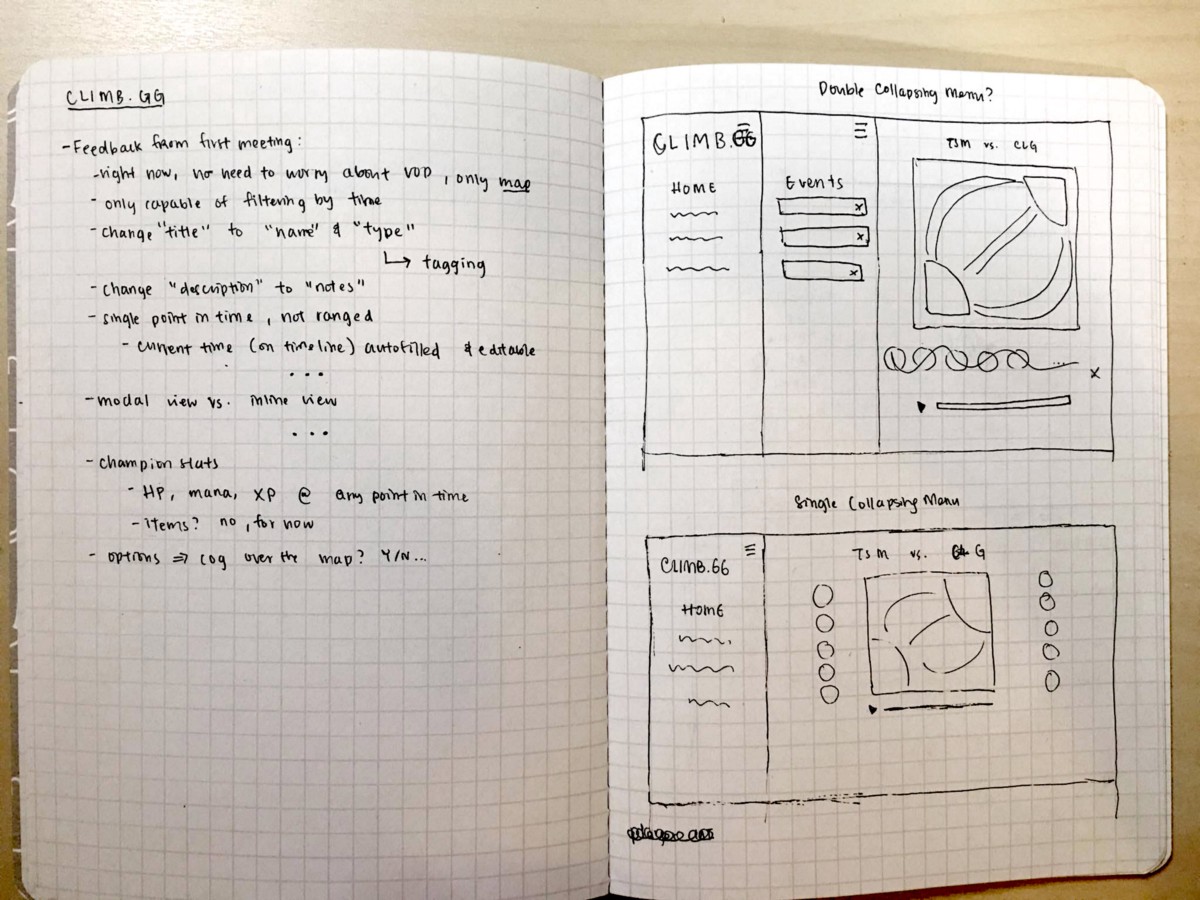 CLIMB.GG
- Feedback from first meeting:
- right now, no need to worry about VOD, only map
- only capable of filtering by time
- change "title" to "name" & "type"
↳ tagging
- change "description" to "notes"
- single point in time, not ranged
- current time (on timeline) autofilled & editable
...
- modal view vs. inline view
...
- champion stats
- HP, mana, XP @ any point in time
- items? no, for now
- options ⇒ log over the map? Y/N...
Double Collapsing Menu?
CLIMB.GG
TSM vs. CLG
HOME
Events
x
x
x
...
x
Single Collapsing Menu
CLIMB.GG
TSM vs. G
HOME